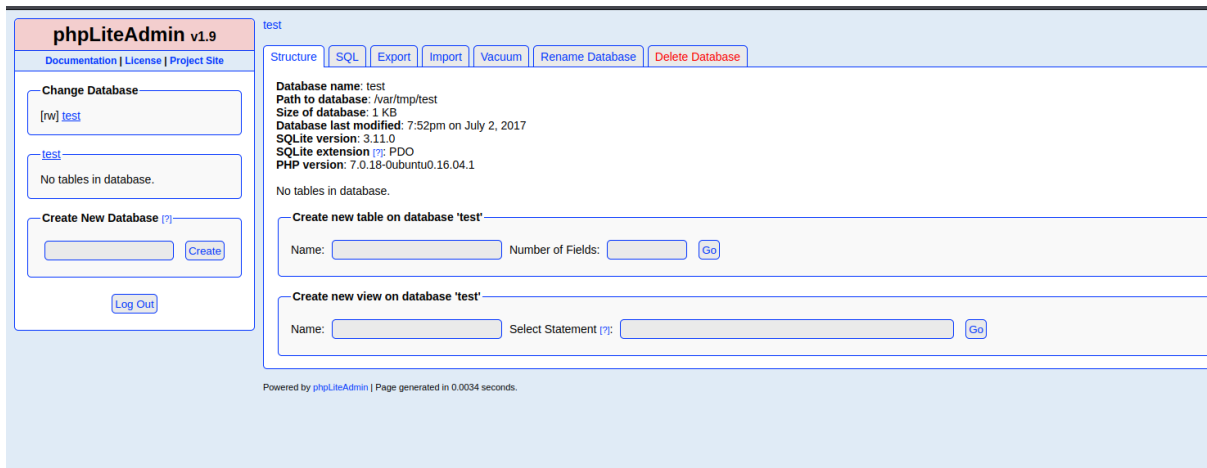 phpLiteAdmin v1.9
Documentation | License | Project Site
Change Database
[rw] test
test
No tables in database.
Create New Database [?]
Create
Log Out
test
Structure SQL Export Import Vacuum Rename Database Delete Database
Database name: test
Path to database: /var/tmp/test
Size of database: 1 KB
Database last modified: 7:52pm on July 2, 2017
SQLite version: 3.11.0
SQLite extension [?]: PDO
PHP version: 7.0.18-0ubuntu0.16.04.1
No tables in database.
Create new table on database 'test'
Name: Number of Fields: Go
Create new view on database 'test'
Name: Select Statement [?]: Go
Powered by phpLiteAdmin | Page generated in 0.0034 seconds.